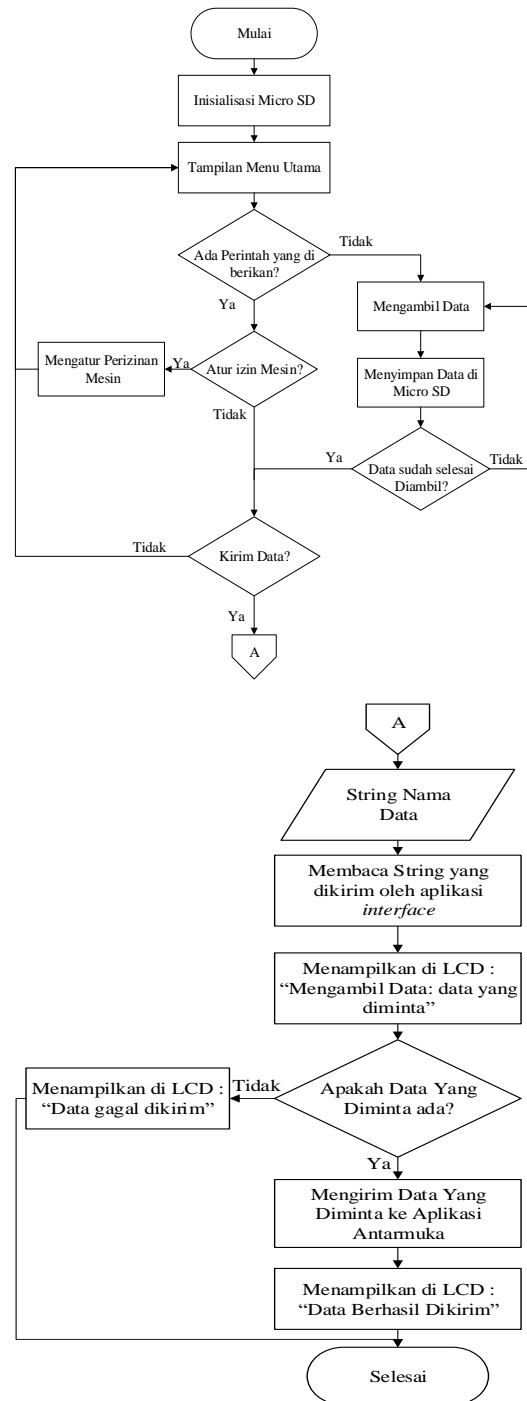 Mulai
Inisialisasi Micro SD
Tampilan Menu Utama
Ada Perintah yang di
berikan?
Tidak
Ya
Mengambil Data
Mengatur Perizinan
Mesin
Ya
Atur izin Mesin?
Tidak
Menyimpan Data di
Micro SD
Ya
Data sudah selesai
Diambil?
Tidak
Tidak
Kirim Data?
Ya
A
A
String Nama
Data
Membaca String yang
dikirim oleh aplikasi
interface
Menampilkan di LCD :
“Mengambil Data: data yang
diminta”
Menampilkan di LCD :
“Data gagal dikirim”
Tidak
Apakah Data Yang
Diminta ada?
Ya
Mengirim Data Yang
Diminta ke Aplikasi
Antarmuka
Menampilkan di LCD :
“Data Berhasil Dikirim”
Selesai